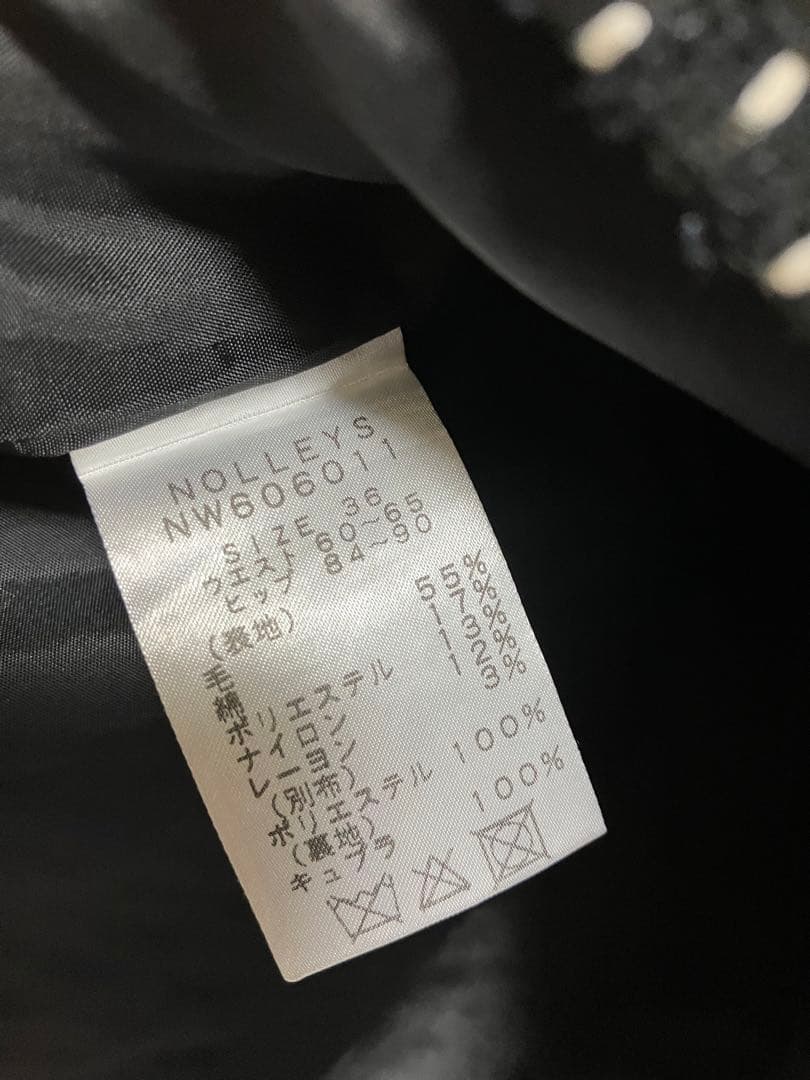 NOLLEYS
NW606011
SIZE 36
ウエスト 60〜65
ヒップ 84〜90
(表地)
毛 55%
綿 17%
ポリエステル 13%
ナイロン 12%
レーヨン 3%
(別布)
ポリエステル 100%
(裏地)
キュプラ 100%